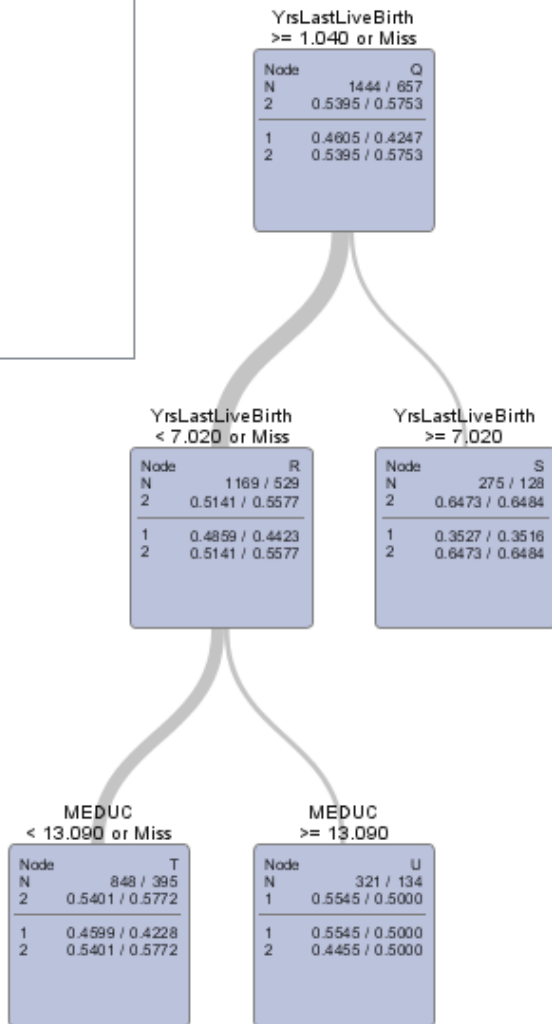 YrsLastLiveBirth
>= 1.040 or Miss
Node Q
N 1444 / 657
2 0.5395 / 0.5753
1 0.4605 / 0.4247
2 0.5395 / 0.5753
YrsLastLiveBirth
< 7.020 or Miss
Node R
N 1169 / 529
2 0.5141 / 0.5577
1 0.4859 / 0.4423
2 0.5141 / 0.5577
YrsLastLiveBirth
>= 7.020
Node S
N 275 / 128
2 0.6473 / 0.6484
1 0.3527 / 0.3516
2 0.6473 / 0.6484
MEDUC
< 13.090 or Miss
Node T
N 848 / 395
2 0.5401 / 0.5772
1 0.4599 / 0.4228
2 0.5401 / 0.5772
MEDUC
>= 13.090
Node U
N 321 / 134
1 0.5545 / 0.5000
1 0.5545 / 0.5000
2 0.4455 / 0.5000